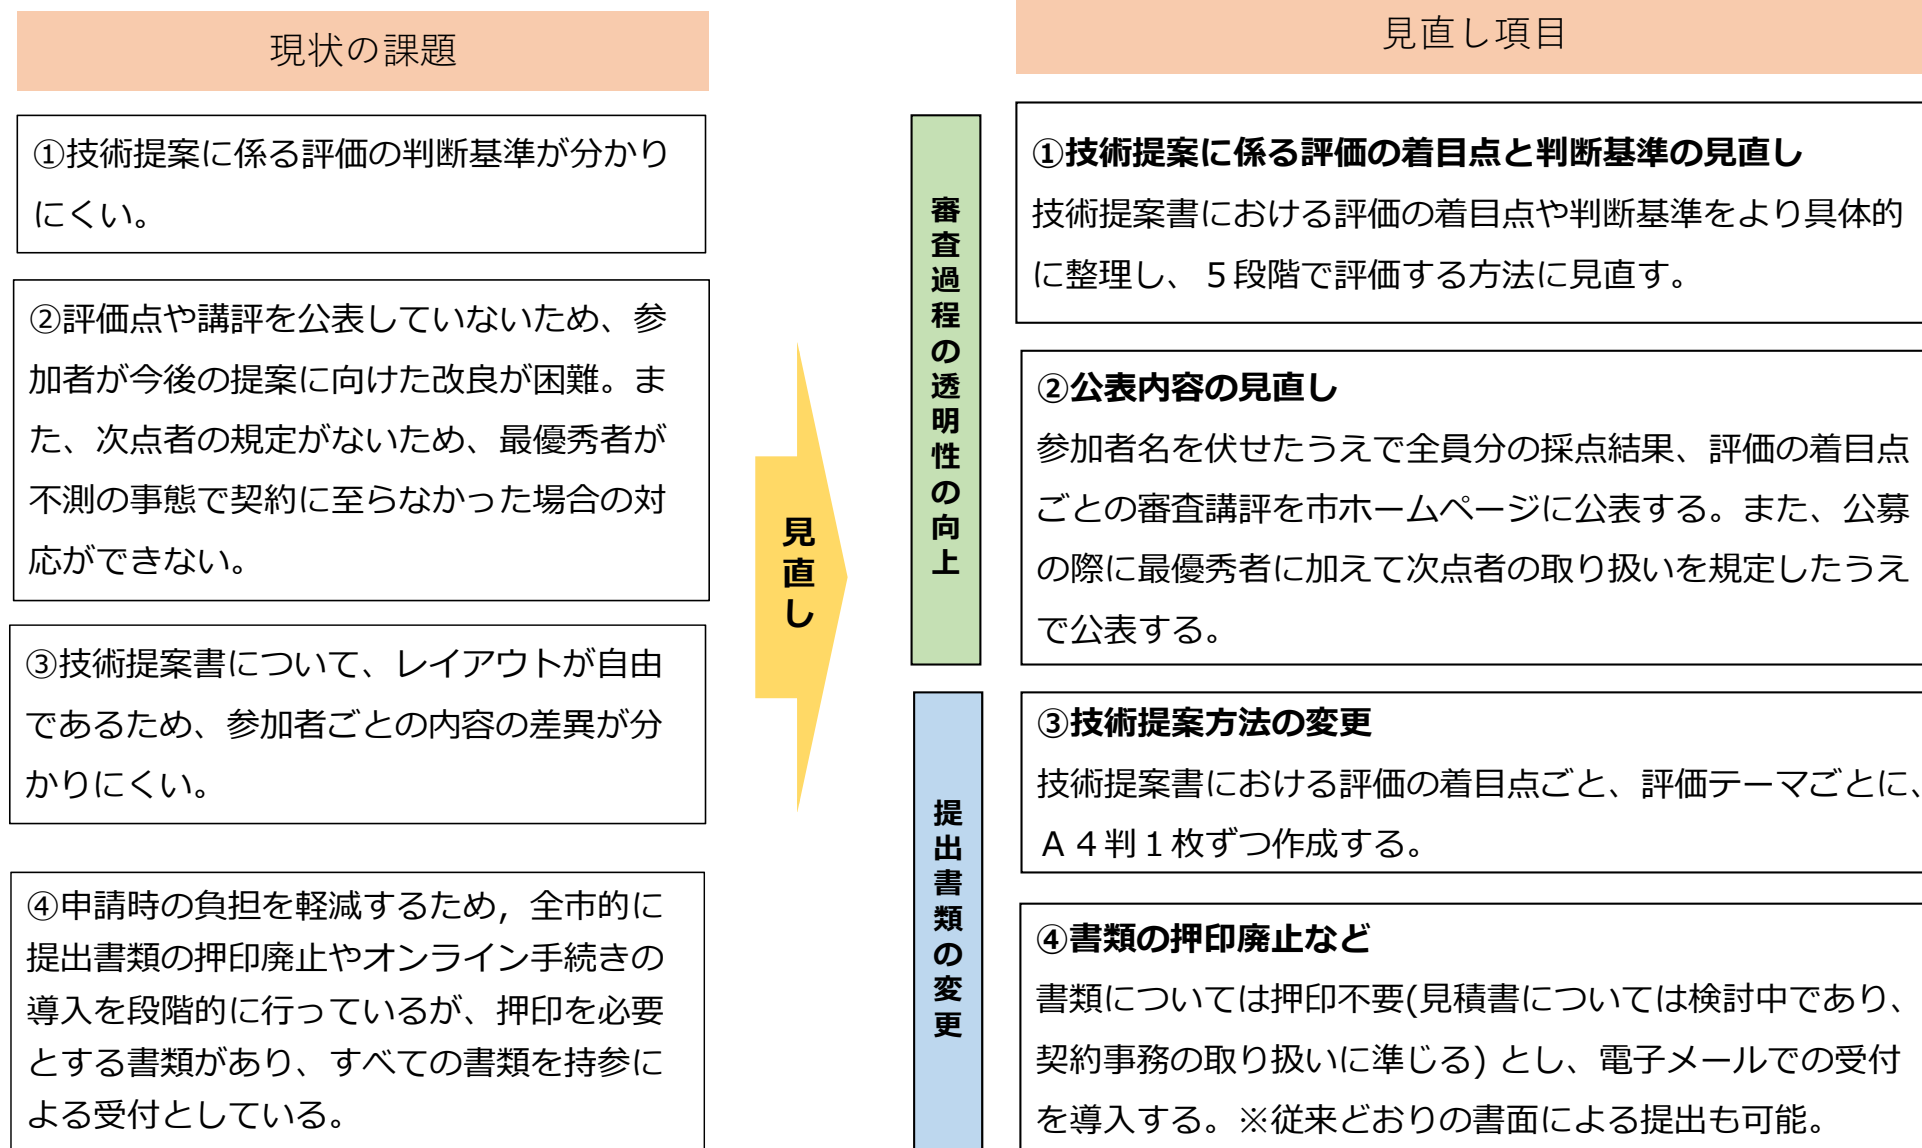 現状の課題
①技術提案に係る評価の判断基準が分かり
にくい。
②評価点や講評を公表していないため、参
加者が今後の提案に向けた改良が困難。ま
た、次点者の規定がないため、最優秀者が
不測の事態で契約に至らなかった場合の対
応ができない。
③技術提案書について、レイアウトが自由
であるため、参加者ごとの内容の差異が分
かりにくい。
④申請時の負担を軽減するため,全市的に
提出書類の押印廃止やオンライン手続きの
導入を段階的に行っているが、押印を必要
とする書類があり、すべての書類を持参に
よる受付としている。
見直し
見直し項目
審査過程の透明性の向上
①技術提案に係る評価の着目点と判断基準の見直し
技術提案書における評価の着目点や判断基準をより具体的
に整理し、５段階で評価する方法に見直す。
②公表内容の見直し
参加者名を伏せたうえで全員分の採点結果、評価の着目点
ごとの審査講評を市ホームページに公表する。また、公募
の際に最優秀者に加えて次点者の取り扱いを規定したうえ
で公表する。
提出書類の変更
③技術提案方法の変更
技術提案書における評価の着目点ごと、評価テーマごとに、
Ａ４判１枚ずつ作成する。
④書類の押印廃止など
書類については押印不要(見積書については検討中であり、
契約事務の取り扱いに準じる) とし、電子メールでの受付
を導入する。※従来どおりの書面による提出も可能。